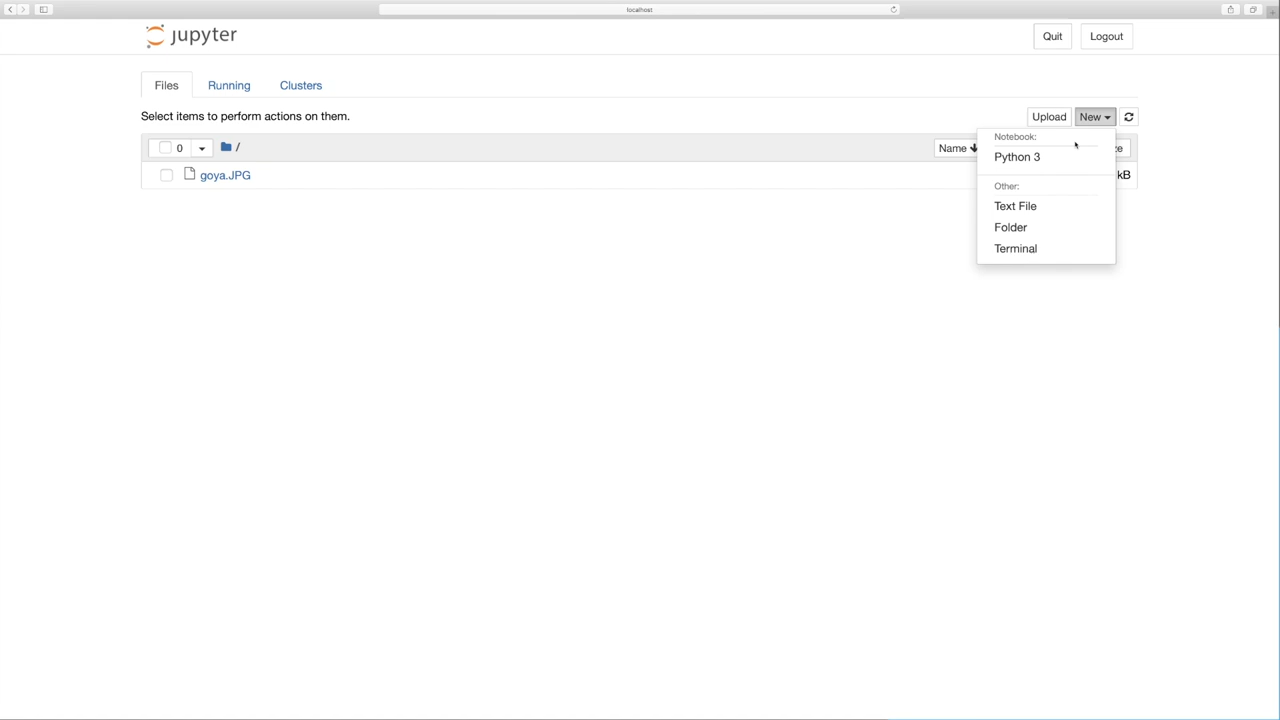 localhost
jupyter
Quit
Logout
Files
Running
Clusters
Select items to perform actions on them.
Upload
New
0
/
Name
ze
goya.JPG
kB
Notebook:
Python 3
Other:
Text File
Folder
Terminal